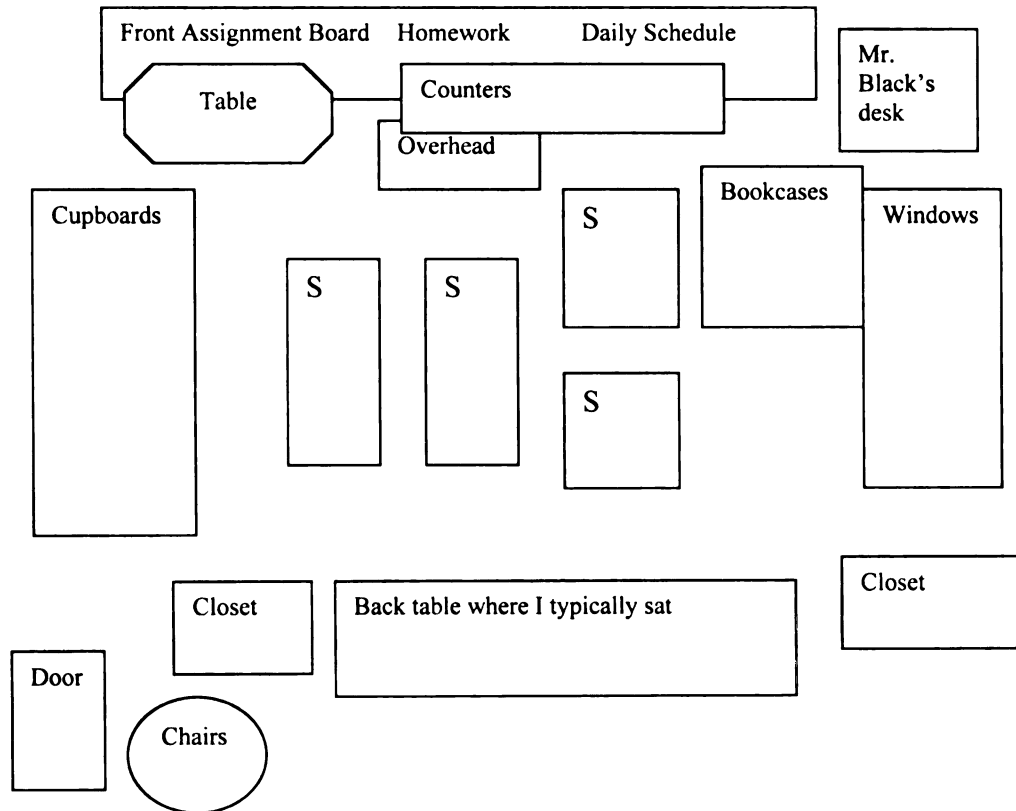 Front Assignment Board Homework Daily Schedule
Mr.
Black's
desk
Table
Counters
Overhead
Cupboards
S
Bookcases
Windows
S
S
S
Closet
Closet
Back table where I typically sat
Door
Chairs